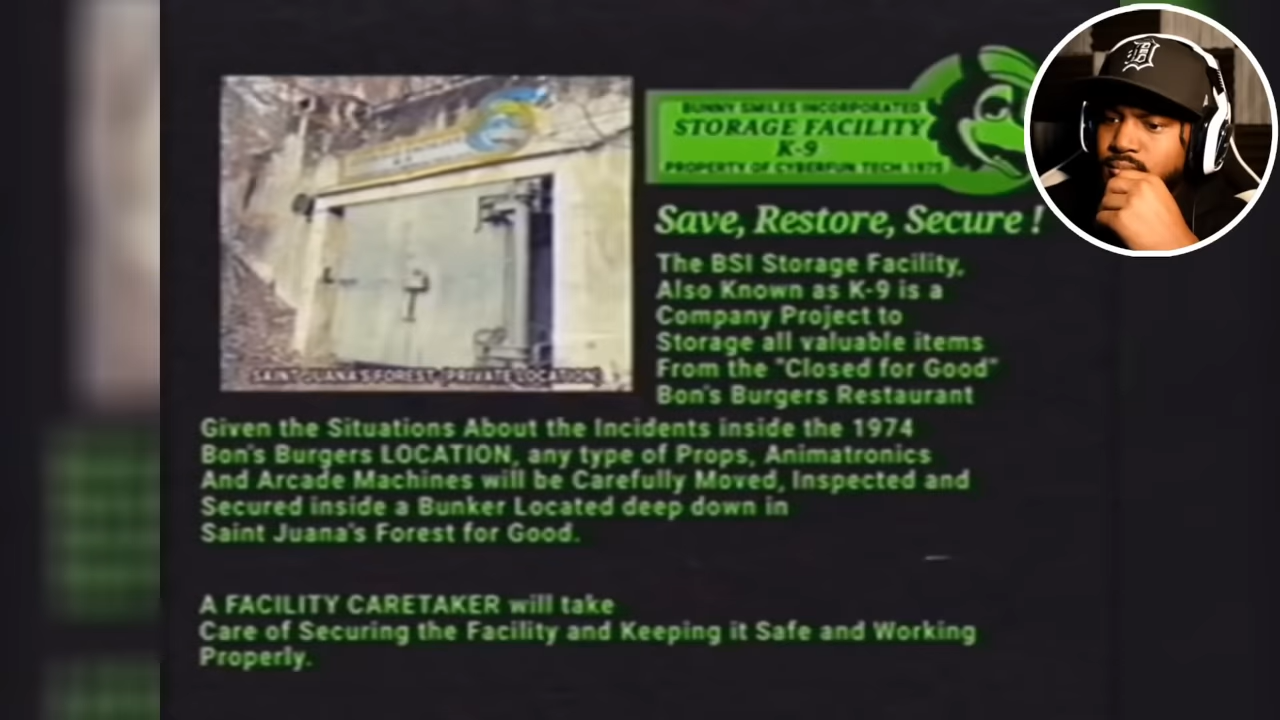 BUNNY SMILES INCORPORATED
STORAGE FACILITY
K-9
PROPERTY OF CYBERFUN TECH 1975
Save, Restore, Secure !
The BSI Storage Facility,
Also Known as K-9 is a
Company Project to
Storage all valuable items
From the "Closed for Good"
Bon's Burgers Restaurant
SAINT JUANA'S FOREST (PRIVATE LOCATION)
Given the Situations About the Incidents inside the 1974
Bon's Burgers LOCATION, any type of Props, Animatronics
And Arcade Machines will be Carefully Moved, Inspected and
Secured inside a Bunker Located deep down in
Saint Juana's Forest for Good.
A FACILITY CARETAKER will take
Care of Securing the Facility and Keeping it Safe and Working
Properly.